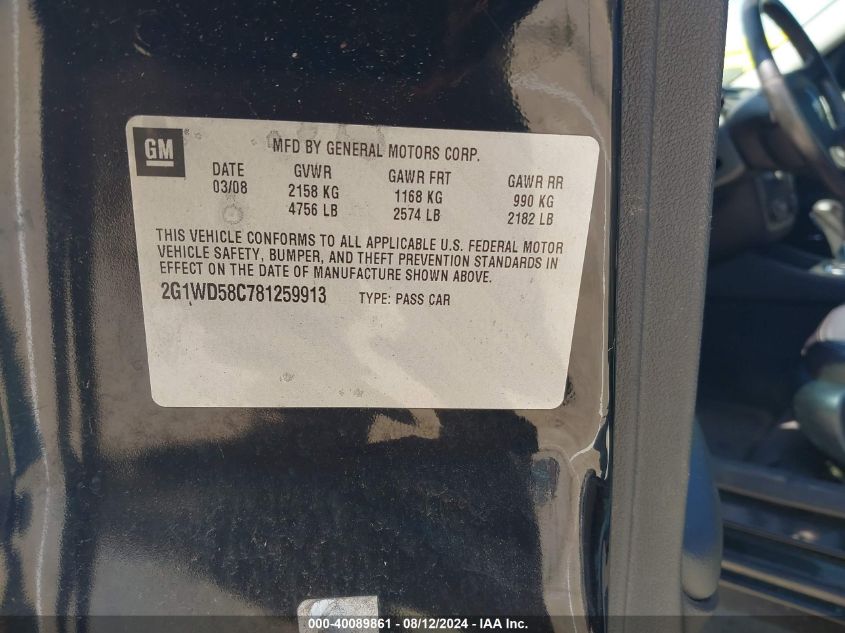 GM
MFD BY GENERAL MOTORS CORP.
DATE GVWR GAWR FRT GAWR RR
03/08 2158 KG 1168 KG 990 KG
4756 LB 2574 LB 2182 LB
THIS VEHICLE CONFORMS TO ALL APPLICABLE U.S. FEDERAL MOTOR
VEHICLE SAFETY, BUMPER, AND THEFT PREVENTION STANDARDS IN
EFFECT ON THE DATE OF MANUFACTURE SHOWN ABOVE.
2G1WD58C781259913 TYPE: PASS CAR
000-40089861 - 08/12/2024 - IAA Inc.